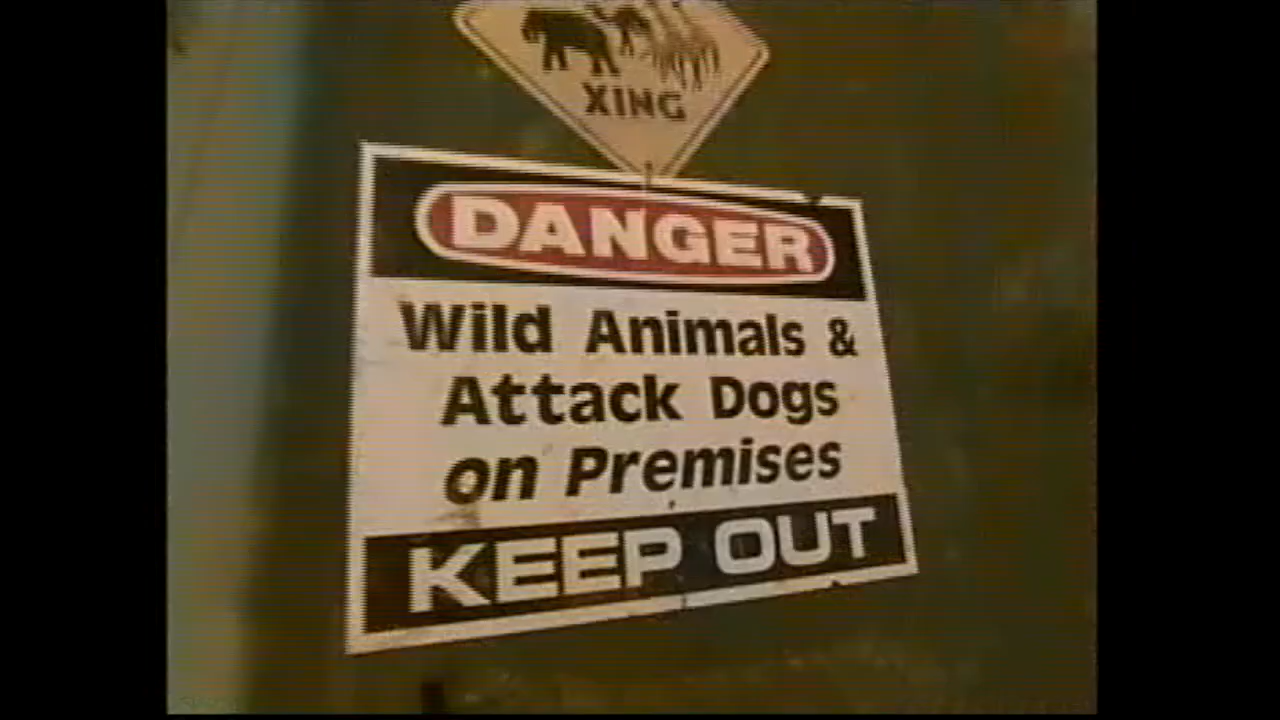 XING
DANGER
Wild Animals &
Attack Dogs
on Premises
KEEP OUT